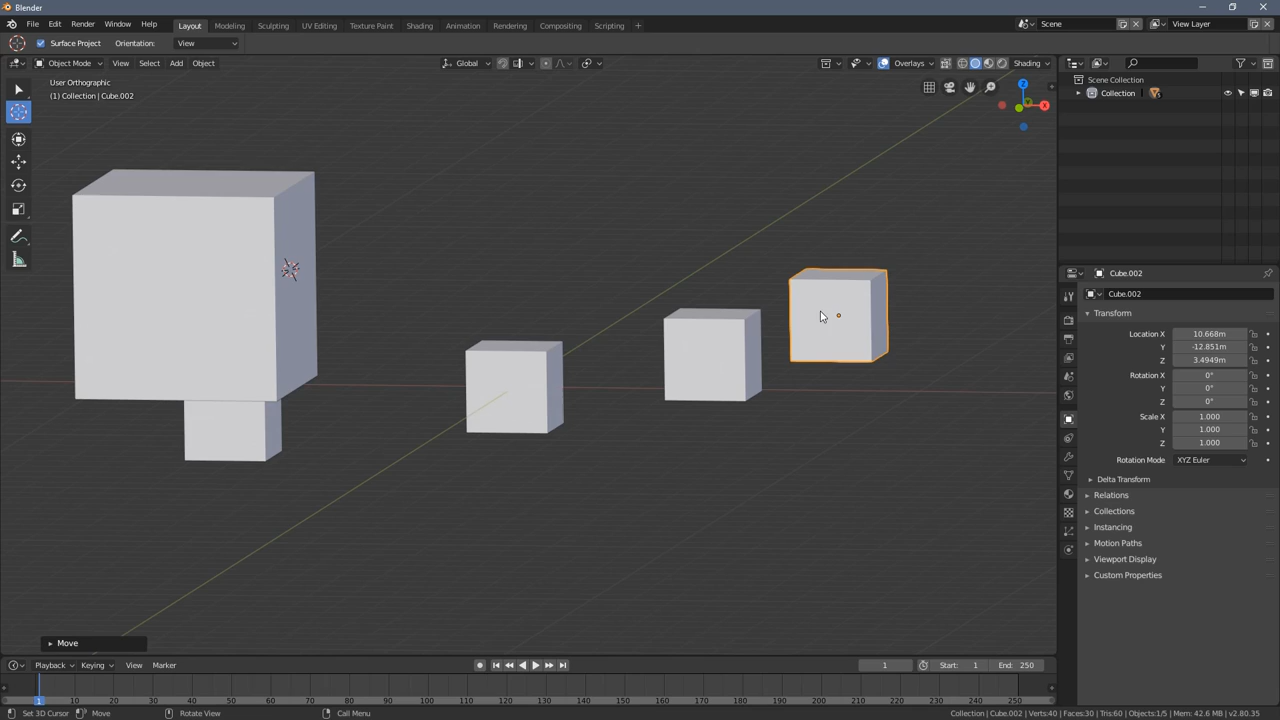 Blender
File Edit Render Window Help Layout Modeling Sculpting UV Editing Texture Paint Shading Animation Rendering Compositing Scripting + Scene View Layer
Surface Project Orientation: View
Object Mode View Select Add Object Global Overlays Shading
User Orthographic
(1) Collection | Cube.002
Z
X
Scene Collection
Collection
Cube.002
Cube.002
Transform
Location X 10.668m
Y -12.851m
Z 3.4949m
Rotation X 0°
Y 0°
Z 0°
Scale X 1.000
Y 1.000
Z 1.000
Rotation Mode XYZ Euler
Delta Transform
Relations
Collections
Instancing
Motion Paths
Viewport Display
Custom Properties
Move
Playback Keying View Marker 1 Start: 1 End: 250
1 10 20 30 40 50 60 70 80 90 100 110 120 130 140 150 160 170 180 190 200 210 220 230 240 250
Set 3D Cursor Move Rotate View Call Menu Collection | Cube.002 | Verts:40 | Faces:30 | Tris:60 | Objects:1/5 | Mem: 42.6 MB | v2.80.35